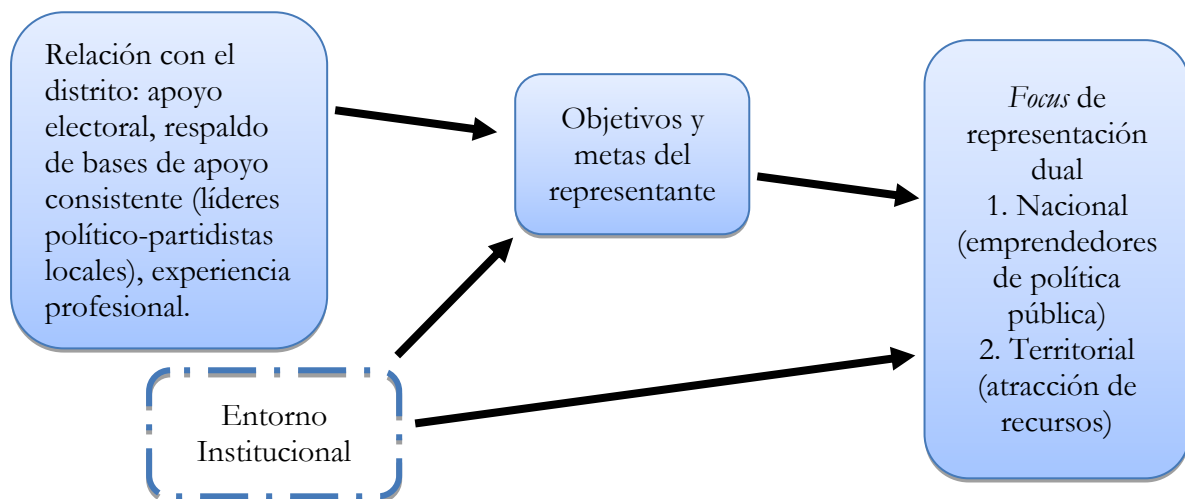 Relación con el
distrito: apoyo
electoral, respaldo
de bases de apoyo
consistente (líderes
político-partidistas
locales), experiencia
profesional.
Objetivos y
metas del
representante
Focus de
representación
dual
1. Nacional
(emprendedores
de política
pública)
2. Territorial
(atracción de
recursos)
Entorno
Institucional